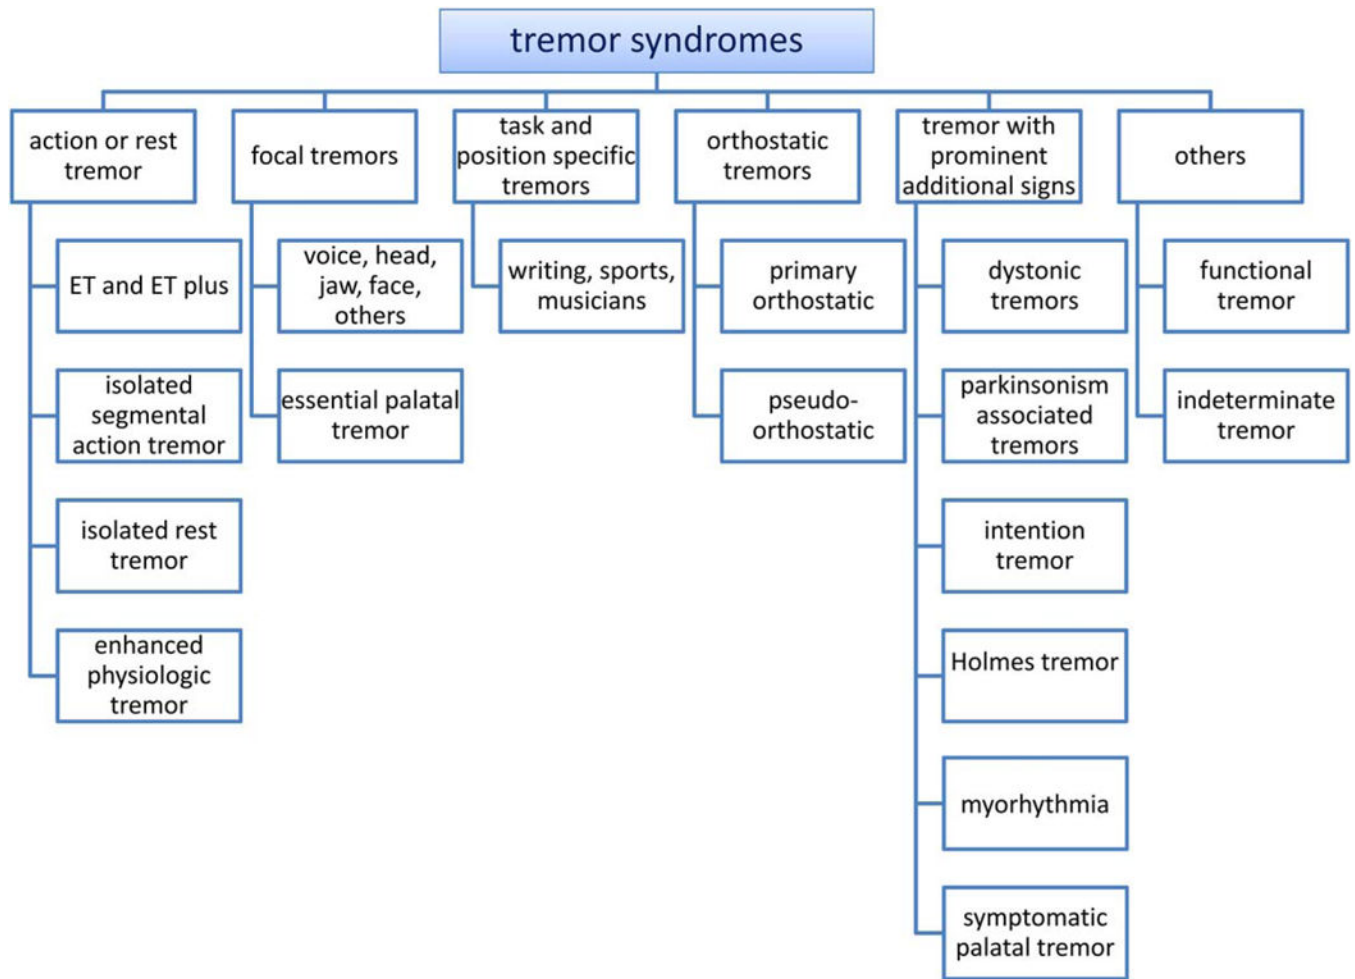 tremor syndromes
action or rest
tremor
focal tremors
task and
position specific
tremors
orthostatic
tremors
tremor with
prominent
additional signs
others
ET and ET plus
isolated
segmental
action tremor
isolated rest
tremor
enhanced
physiologic
tremor
voice, head,
jaw, face,
others
essential palatal
tremor
writing, sports,
musicians
primary
orthostatic
pseudo-
orthostatic
dystonic
tremors
parkinsonism
associated
tremors
intention
tremor
Holmes tremor
myorhythmia
symptomatic
palatal tremor
functional
tremor
indeterminate
tremor